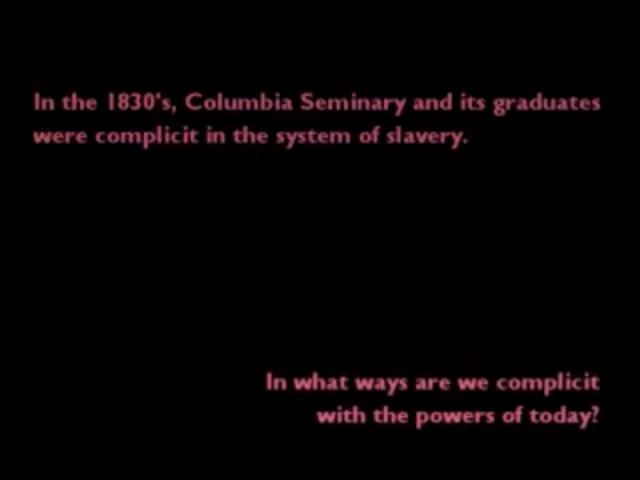 In the 1830's, Columbia Seminary and its graduates
were complicit in the system of slavery.
In what ways are we complicit
with the powers of today?